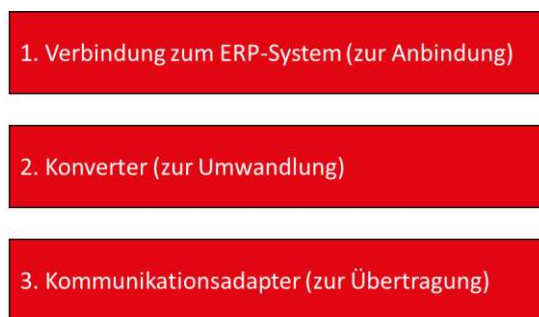 1. Verbindung zum ERP-System (zur Anbindung)
2. Konverter (zur Umwandlung)
3. Kommunikationsadapter (zur Übertragung)